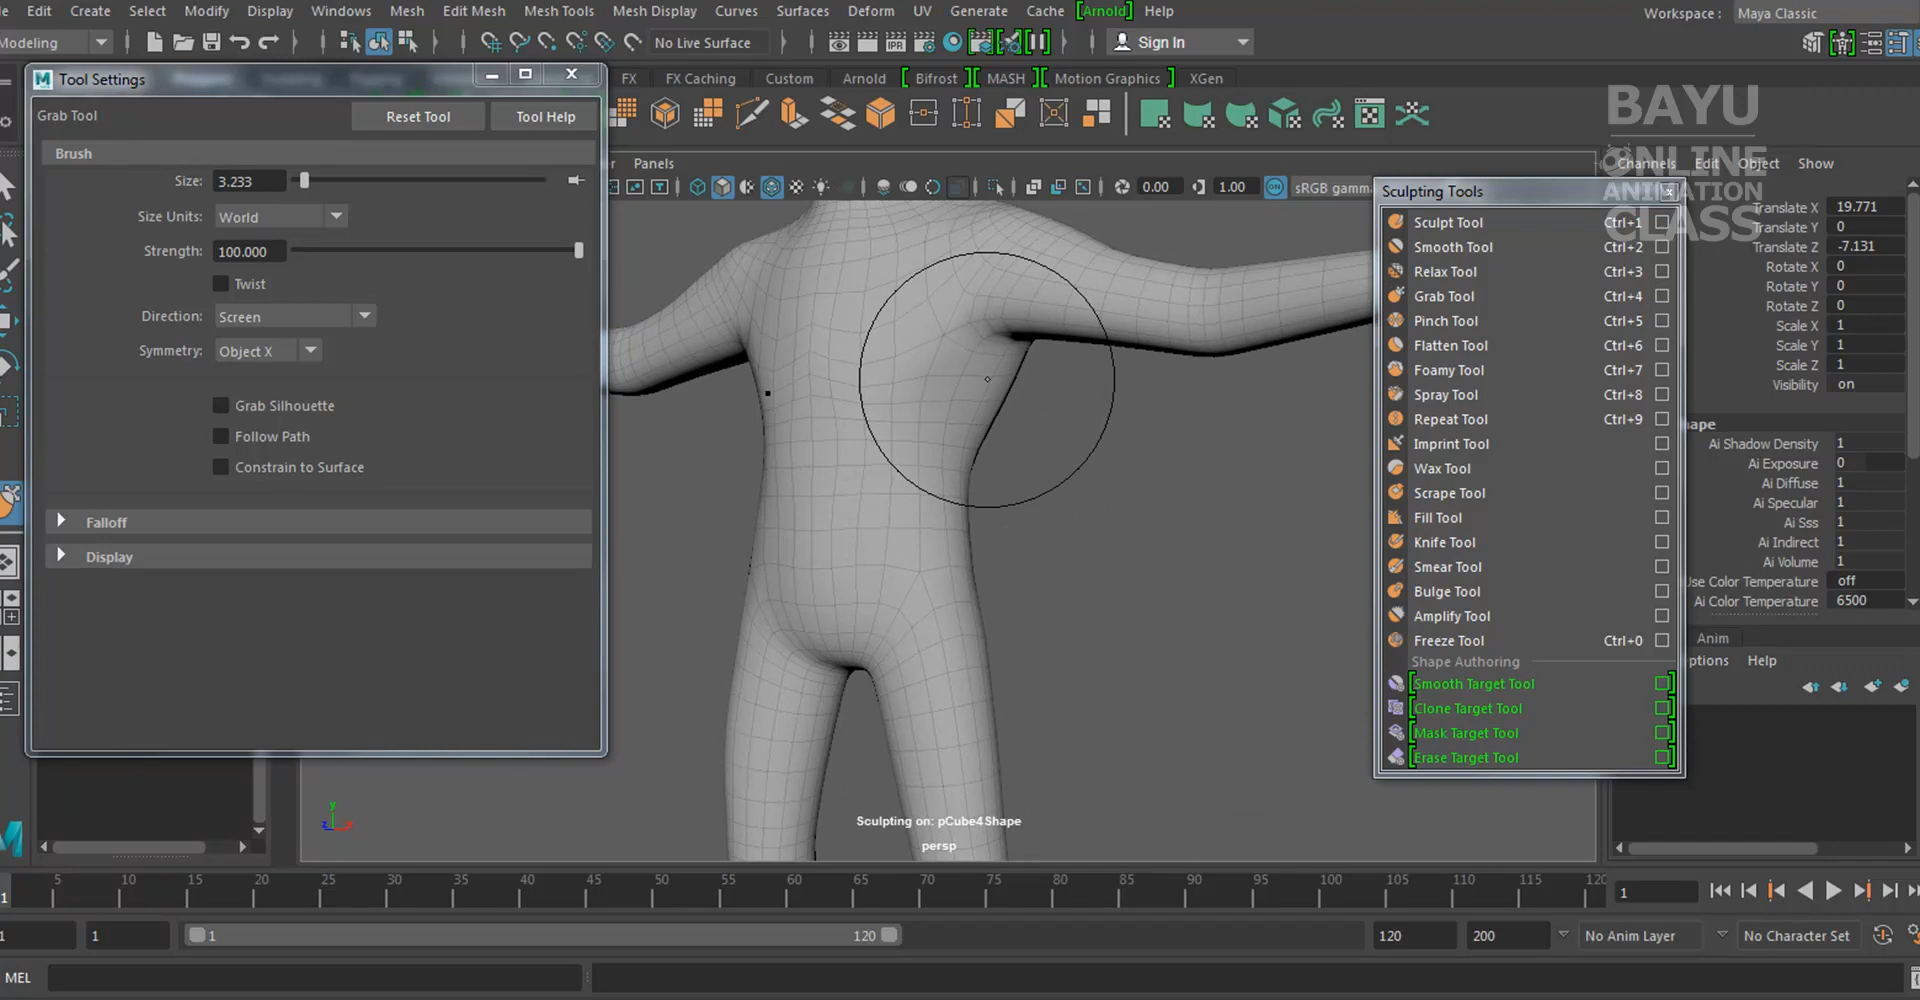 Edit Create Select Modify Display Windows Mesh Edit Mesh Mesh Tools Mesh Display Curves Surfaces Deform UV Generate Cache [Arnold] Help
Workspace : Maya Classic
Modeling
No Live Surface
IPR
Sign In
Tool Settings
FX FX Caching Custom Arnold Bifrost MASH Motion Graphics XGen
BAYU
ONLINE
ANIMATION
CLASS
Grab Tool Reset Tool Tool Help
Brush
Size: 3.233
Size Units: World
Strength: 100.000
Twist
Direction: Screen
Symmetry: Object X
Grab Silhouette
Follow Path
Constrain to Surface
Falloff
Display
Panels
0.00 1.00 ON sRGB gamma
Sculpting Tools
Sculpt Tool Ctrl+1
Smooth Tool Ctrl+2
Relax Tool Ctrl+3
Grab Tool Ctrl+4
Pinch Tool Ctrl+5
Flatten Tool Ctrl+6
Foamy Tool Ctrl+7
Spray Tool Ctrl+8
Repeat Tool Ctrl+9
Imprint Tool
Wax Tool
Scrape Tool
Fill Tool
Knife Tool
Smear Tool
Bulge Tool
Amplify Tool
Freeze Tool Ctrl+0
Shape Authoring
Smooth Target Tool
Clone Target Tool
Mask Target Tool
Erase Target Tool
Channels Edit Object Show
Translate X 19.771
Translate Y 0
Translate Z -7.131
Rotate X 0
Rotate Y 0
Rotate Z 0
Scale X 1
Scale Y 1
Scale Z 1
Visibility on
Ai Shadow Density 1
Ai Exposure 0
Ai Diffuse 1
Ai Specular 1
Ai Sss 1
Ai Indirect 1
Ai Volume 1
Use Color Temperature off
Ai Color Temperature 6500
Anim
ptions Help
y
z
Sculpting on: pCube4Shape
persp
5 10 15 20 25 30 35 40 45 50 55 60 65 70 75 80 85 90 95 100 105 110 115 120
1
1
1 1 1 120 120 200 No Anim Layer No Character Set
MEL